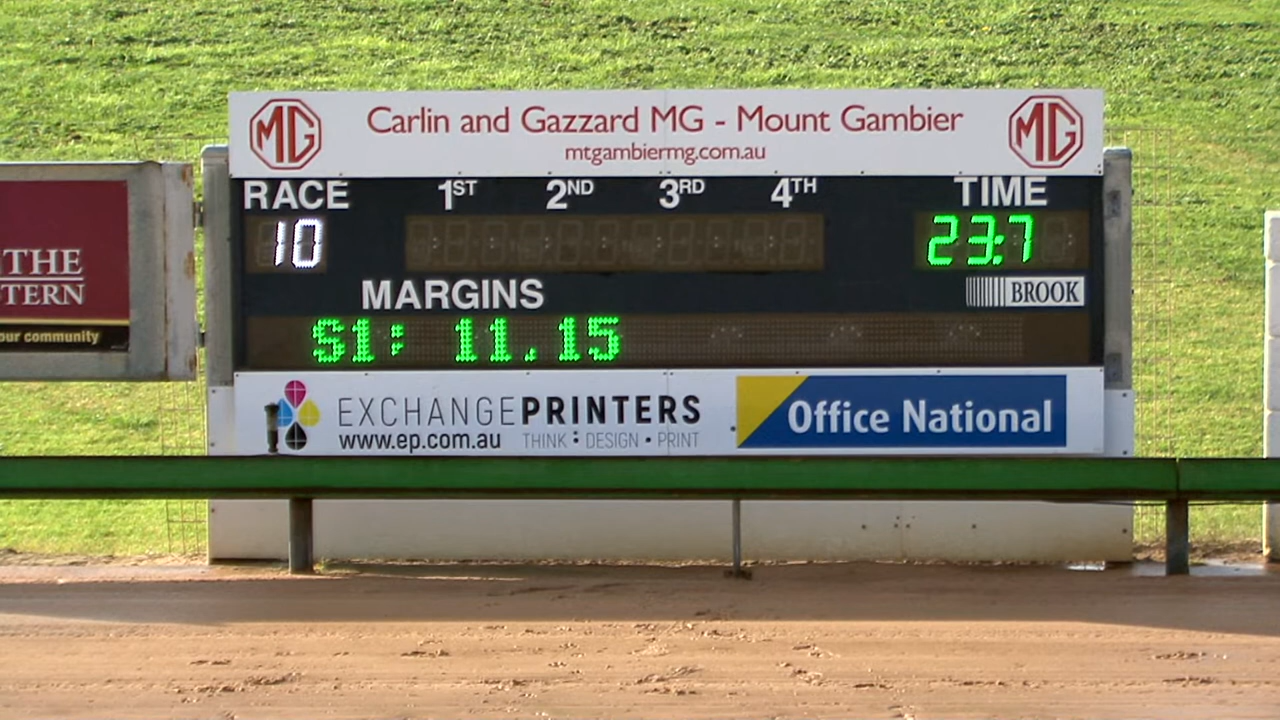 MG Carlin and Gazzard MG - Mount Gambier MG
mtgambiermg.com.au
RACE 1ST 2ND 3RD 4TH TIME
10 23:7
MARGINS BROOK
S1: 11.15
THE
TERN
our community
EXCHANGEPRINTERS
www.ep.com.au THINK : DESIGN • PRINT
Office National